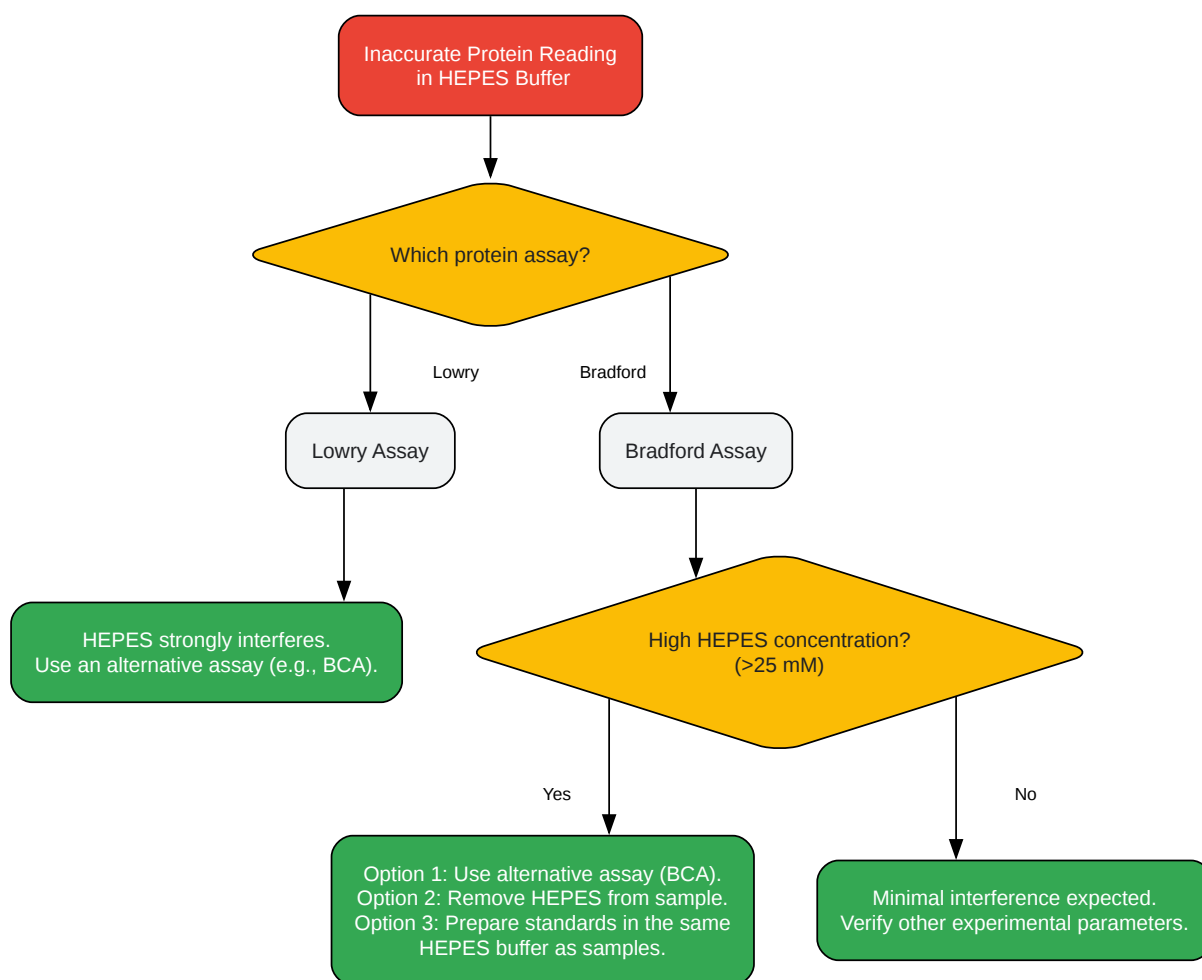 Inaccurate Protein Reading
in HEPES Buffer
Which protein assay?
Lowry
Bradford
Lowry Assay
Bradford Assay
HEPES strongly interferes.
Use an alternative assay (e.g., BCA).
High HEPES concentration?
(>25 mM)
Yes
No
Option 1: Use alternative assay (BCA).
Option 2: Remove HEPES from sample.
Option 3: Prepare standards in the same
HEPES buffer as samples.
Minimal interference expected.
Verify other experimental parameters.